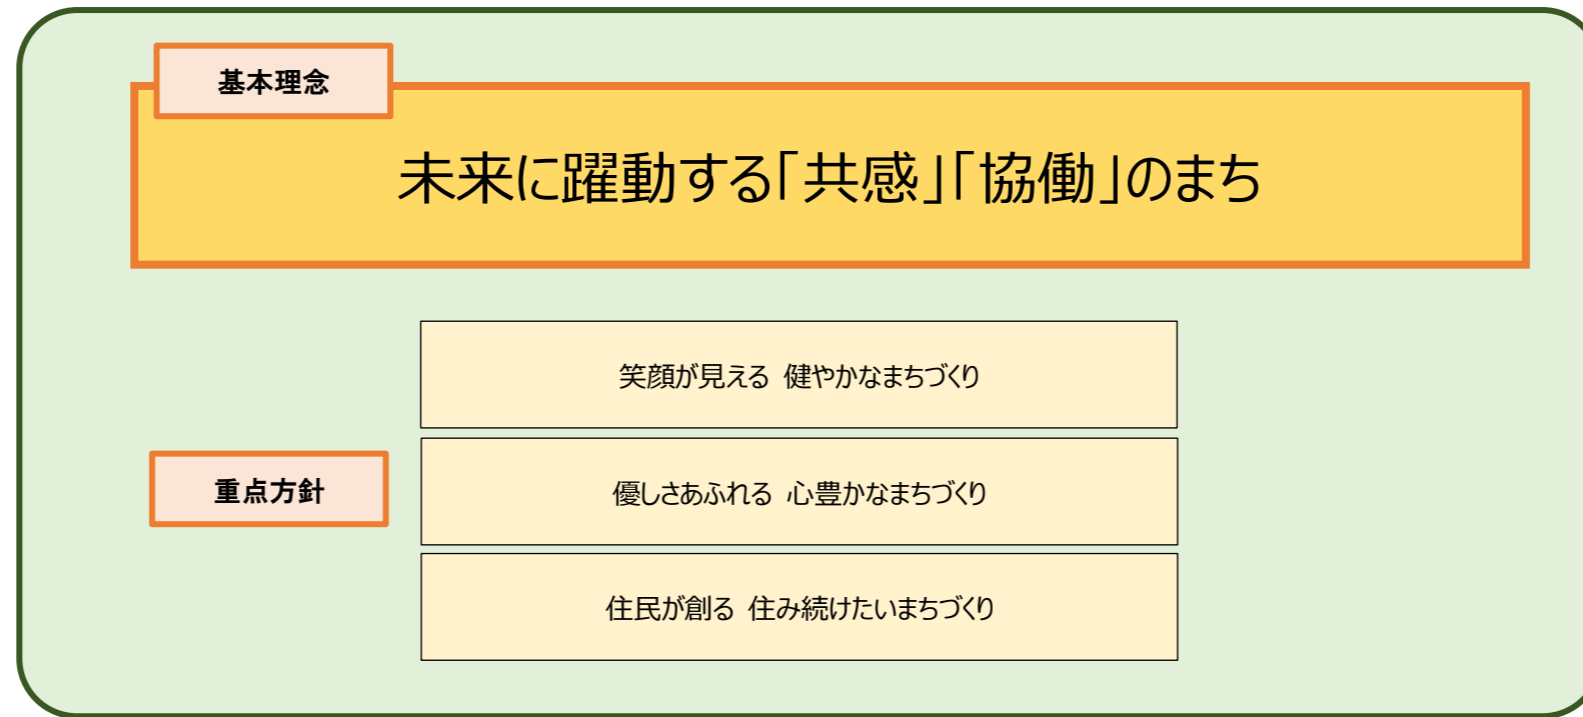 基本理念
未来に躍動する「共感」「協働」のまち
笑顔が見える 健やかなまちづくり
重点方針
優しさあふれる 心豊かなまちづくり
住民が創る 住み続けたいまちづくり